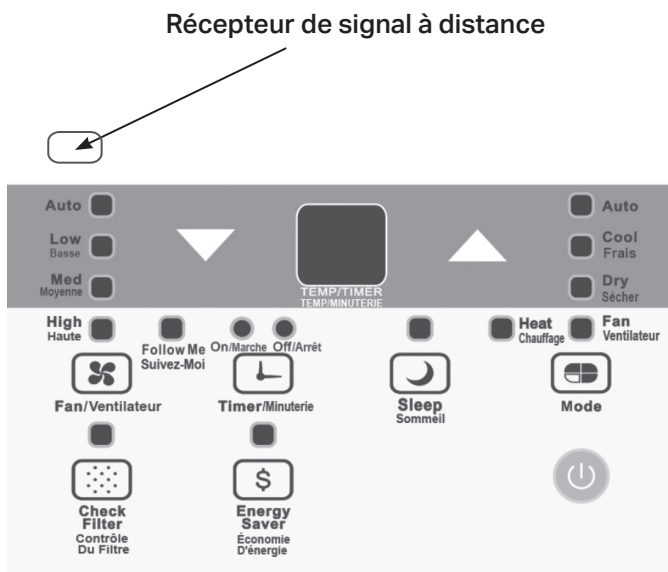 Récepteur de signal à distance
Auto
Low
Basse
Med
Moyenne
High
Haute
TEMP/TIMER
TEMP/MINUTERIE
Auto
Cool
Frais
Dry
Sécher
Fan
Ventilateur
Heat
Chauffage
Follow Me
Suivez-Moi
On/Marche Off/Arrêt
Fan/Ventilateur
Timer/Minuterie
Sleep
Sommeil
Mode
Check
Filter
Contrôle
Du Filtre
$
Energy
Saver
Économie
D'énergie